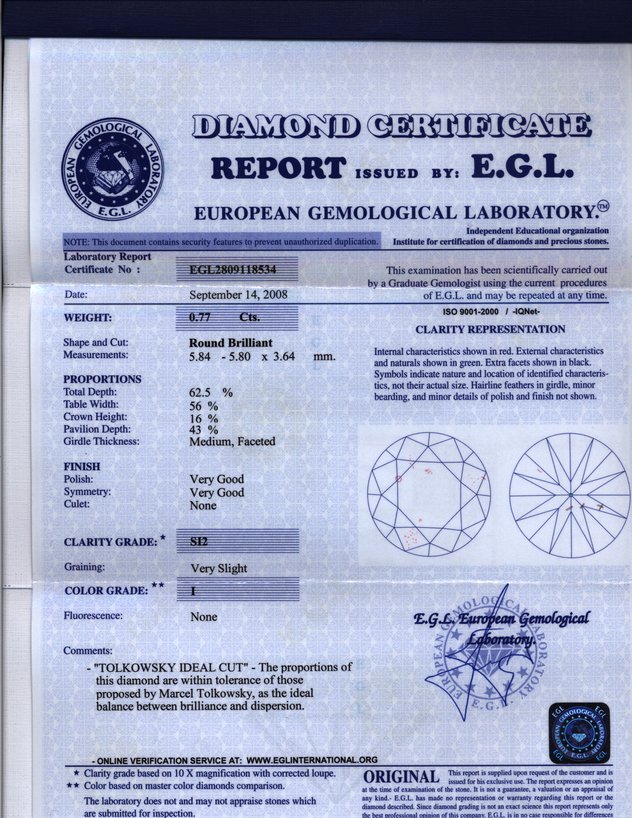 DIAMOND CERTIFICATE
REPORT ISSUED BY: E.G.L.
EUROPEAN GEMOLOGICAL LABORATORY.™
EUROPEAN GEMOLOGICAL LABORATORY
E.G.L.
Independent Educational organization
Institute for certification of diamonds and precious stones.
NOTE: This document contains security features to prevent unauthorized duplication.
Laboratory Report
Certificate No : EGL2809118534
Date: September 14, 2008
WEIGHT: 0.77 Cts.
Shape and Cut: Round Brilliant
Measurements: 5.84 - 5.80 x 3.64 mm.
PROPORTIONS
Total Depth: 62.5 %
Table Width: 56 %
Crown Height: 16 %
Pavilion Depth: 43 %
Girdle Thickness: Medium, Faceted
FINISH
Polish: Very Good
Symmetry: Very Good
Culet: None
CLARITY GRADE: * SI2
Graining: Very Slight
COLOR GRADE: ** I
Fluorescence: None
Comments:
- "TOLKOWSKY IDEAL CUT" - The proportions of
this diamond are within tolerance of those
proposed by Marcel Tolkowsky, as the ideal
balance between brilliance and dispersion.
This examination has been scientifically carried out
by a Graduate Gemologist using the current procedures
of E.G.L. and may be repeated at any time.
ISO 9001-2000 / -IQNet-
CLARITY REPRESENTATION
Internal characteristics shown in red. External characteristics
and naturals shown in green. Extra facets shown in black.
Symbols indicate nature and location of identified characteris-
tics, not their actual size. Hairline feathers in girdle, minor
bearding, and minor details of polish and finish not shown.
E.G.L. European Gemological
Laboratory.
EUROPEAN GEMOLOGICAL LABORATORY
E.G.L.
EGL
EGL
EGL
EGL
- ONLINE VERIFICATION SERVICE AT: WWW.EGLINTERNATIONAL.ORG
* Clarity grade based on 10 X magnification with corrected loupe.
** Color based on master color diamonds comparison.
The laboratory does not and may not appraise stones which
are submitted for inspection.
ORIGINAL This report is supplied upon request of the customer and is
issued for his exclusive use. The report expresses an opinion
at the time of examination of the stone. It is not a guarantee, a valuation or an appraisal of
any kind.- E.G.L. has made no representation or warranty regarding this report or the
diamond described. Since diamond grading is not an exact science this report represents only
the best professional opinion of this company. E.G.L. is in no case responsible for differences